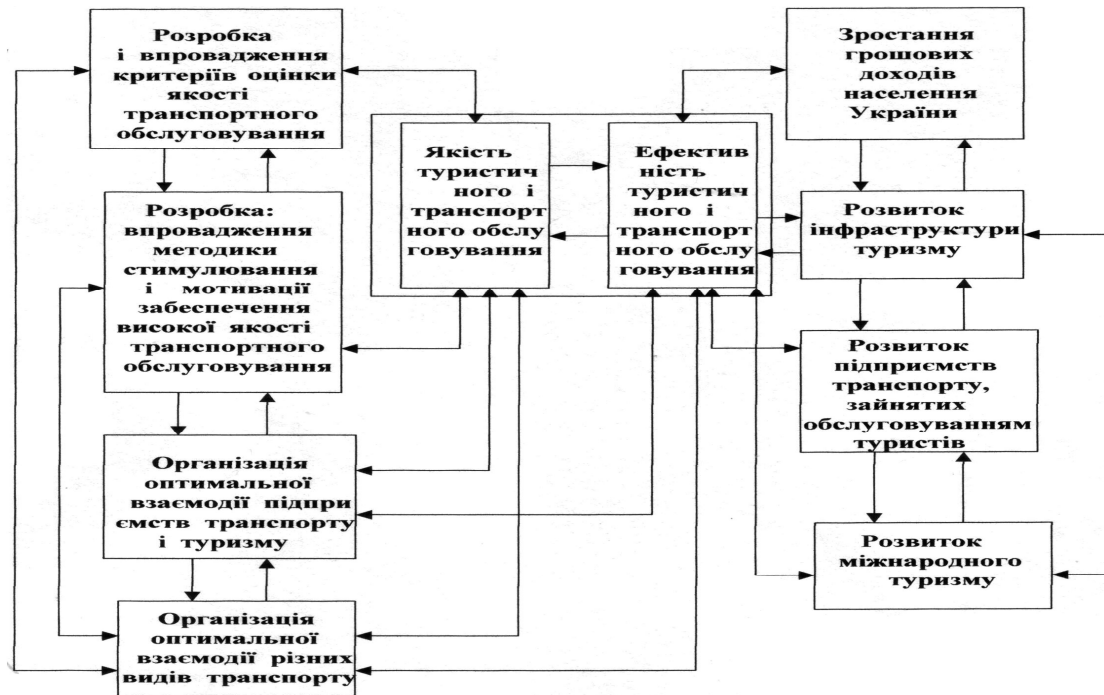 Розробка
і впровадження
критеріїв оцінки
якості
транспортного
обслуговування
Розробка:
впровадження
методики
стимулювання
і мотивації
забеспечення
високої якості
транспортного
обслуговування
Організація
оптимальної
взаємодії підпри
ємств транспорту
і туризму
Організація
оптимальної
взаємодії різних
видів транспорту
Якість
туристич
ного і
транспорт
ного обслу
говування
Ефектив
ність
туристич
ного і
транспорт
ного обслу
говування
Зростання
грошових
доходів
населення
України
Розвиток
інфраструктури
туризму
Розвиток
підприємств
транспорту,
зайнятих
обслуговуванням
туристів
Розвиток
міжнародного
туризму